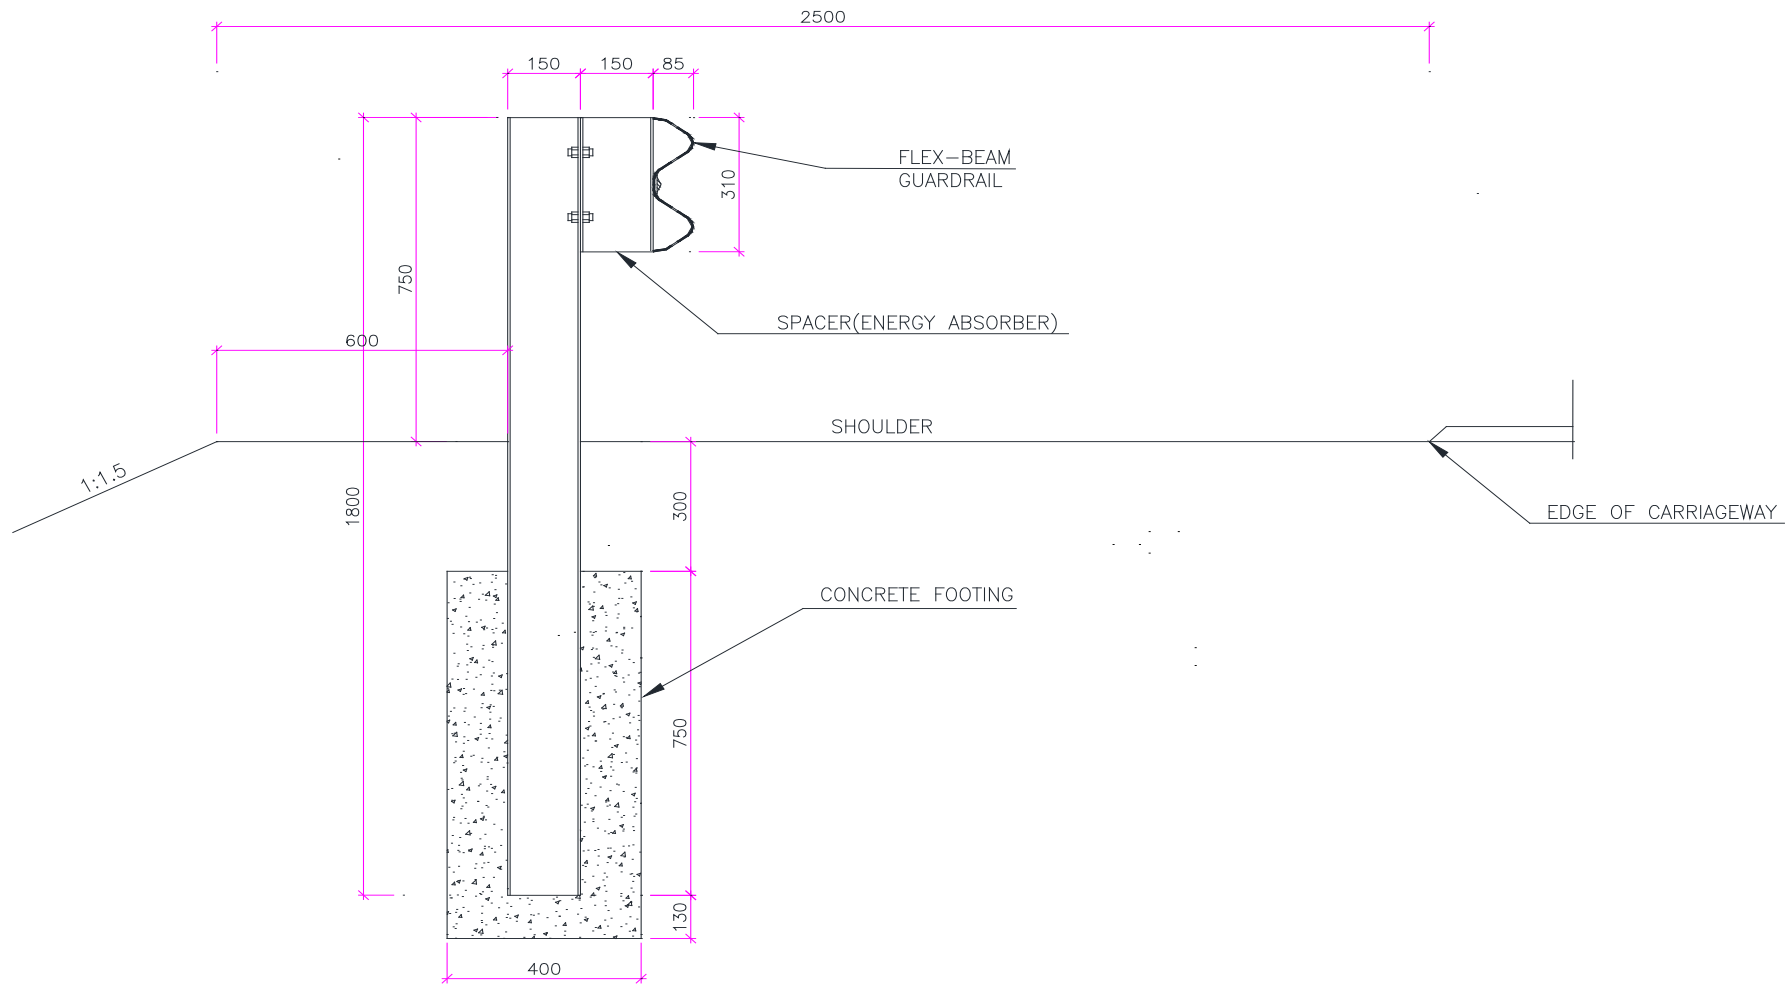 2500
150
150
85
FLEX-BEAM
GUARDRAIL
310
750
SPACER(ENERGY ABSORBER)
600
SHOULDER
1:1.5
1800
300
EDGE OF CARRIAGEWAY
CONCRETE FOOTING
750
130
400